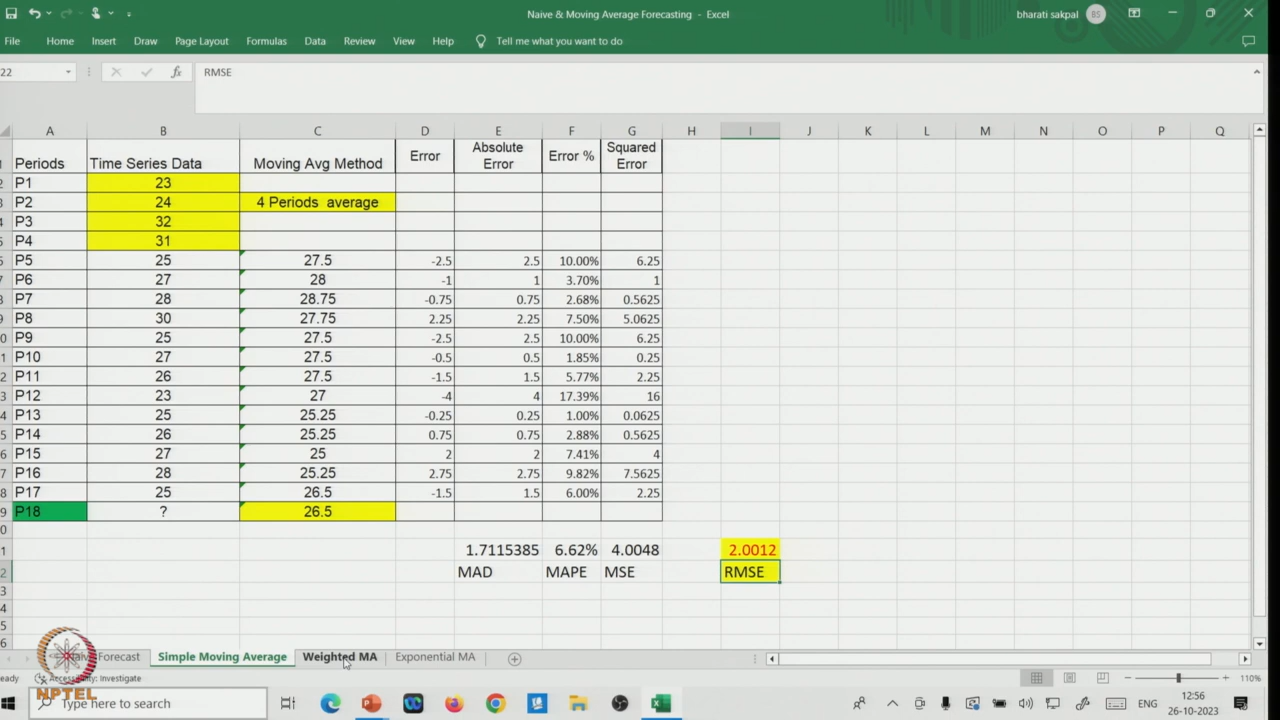 Naive & Moving Average Forecasting - Excel
bharati sakpal BS
File Home Insert Draw Page Layout Formulas Data Review View Help Tell me what you want to do
22 fx RMSE
A B C D E F G H I J K L M N O P Q
Periods Time Series Data Moving Avg Method Error Absolute Error Error % Squared Error
P1 23
P2 24 4 Periods average
P3 32
P4 31
P5 25 27.5 -2.5 2.5 10.00% 6.25
P6 27 28 -1 1 3.70% 1
P7 28 28.75 -0.75 0.75 2.68% 0.5625
P8 30 27.75 2.25 2.25 7.50% 5.0625
P9 25 27.5 -2.5 2.5 10.00% 6.25
P10 27 27.5 -0.5 0.5 1.85% 0.25
P11 26 27.5 -1.5 1.5 5.77% 2.25
P12 23 27 -4 4 17.39% 16
P13 25 25.25 -0.25 0.25 1.00% 0.0625
P14 26 25.25 0.75 0.75 2.88% 0.5625
P15 27 25 2 2 7.41% 4
P16 28 25.25 2.75 2.75 9.82% 7.5625
P17 25 26.5 -1.5 1.5 6.00% 2.25
P18 ? 26.5
1.7115385 6.62% 4.0048 2.0012
MAD MAPE MSE RMSE
Forecast Simple Moving Average Weighted MA Exponential MA
eady Accessibility: Investigate 110%
NPTEL
Type here to search ENG 12:56
26-10-2023